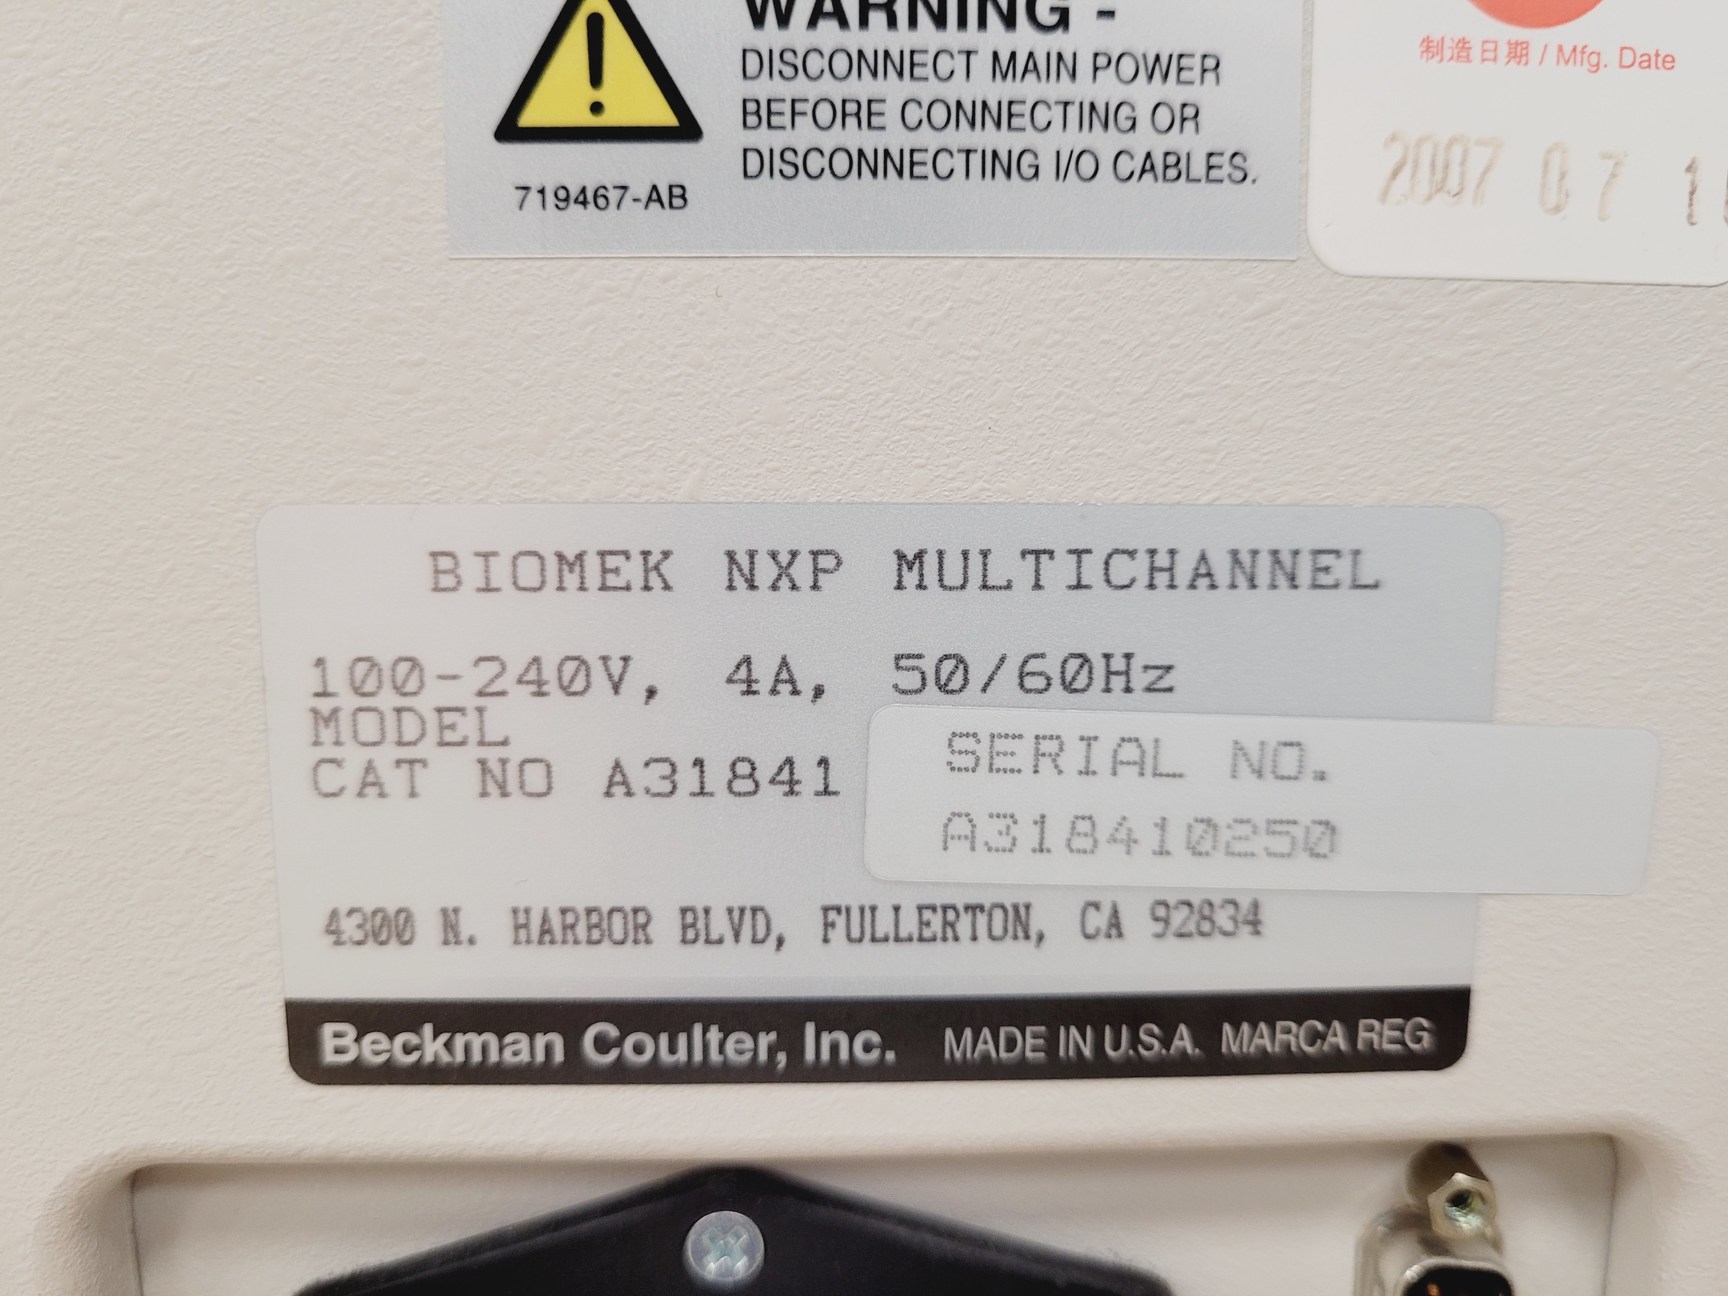 WARNING -
DISCONNECT MAIN POWER
BEFORE CONNECTING OR
DISCONNECTING I/O CABLES.
719467-AB
制造日期 / Mfg. Date
2007 07
BIOMEK NXP MULTICHANNEL
100-240V, 4A, 50/60Hz
MODEL
CAT NO A31841
SERIAL NO.
A318410250
4300 N. HARBOR BLVD, FULLERTON, CA 92834
Beckman Coulter, Inc. MADE IN U.S.A. MARCA REG